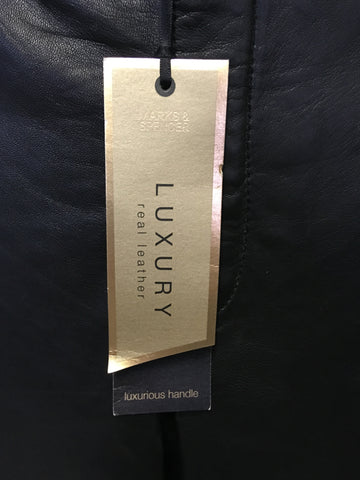 MARKS &
SPENCER
LUXURY
real leather
luxurious handle